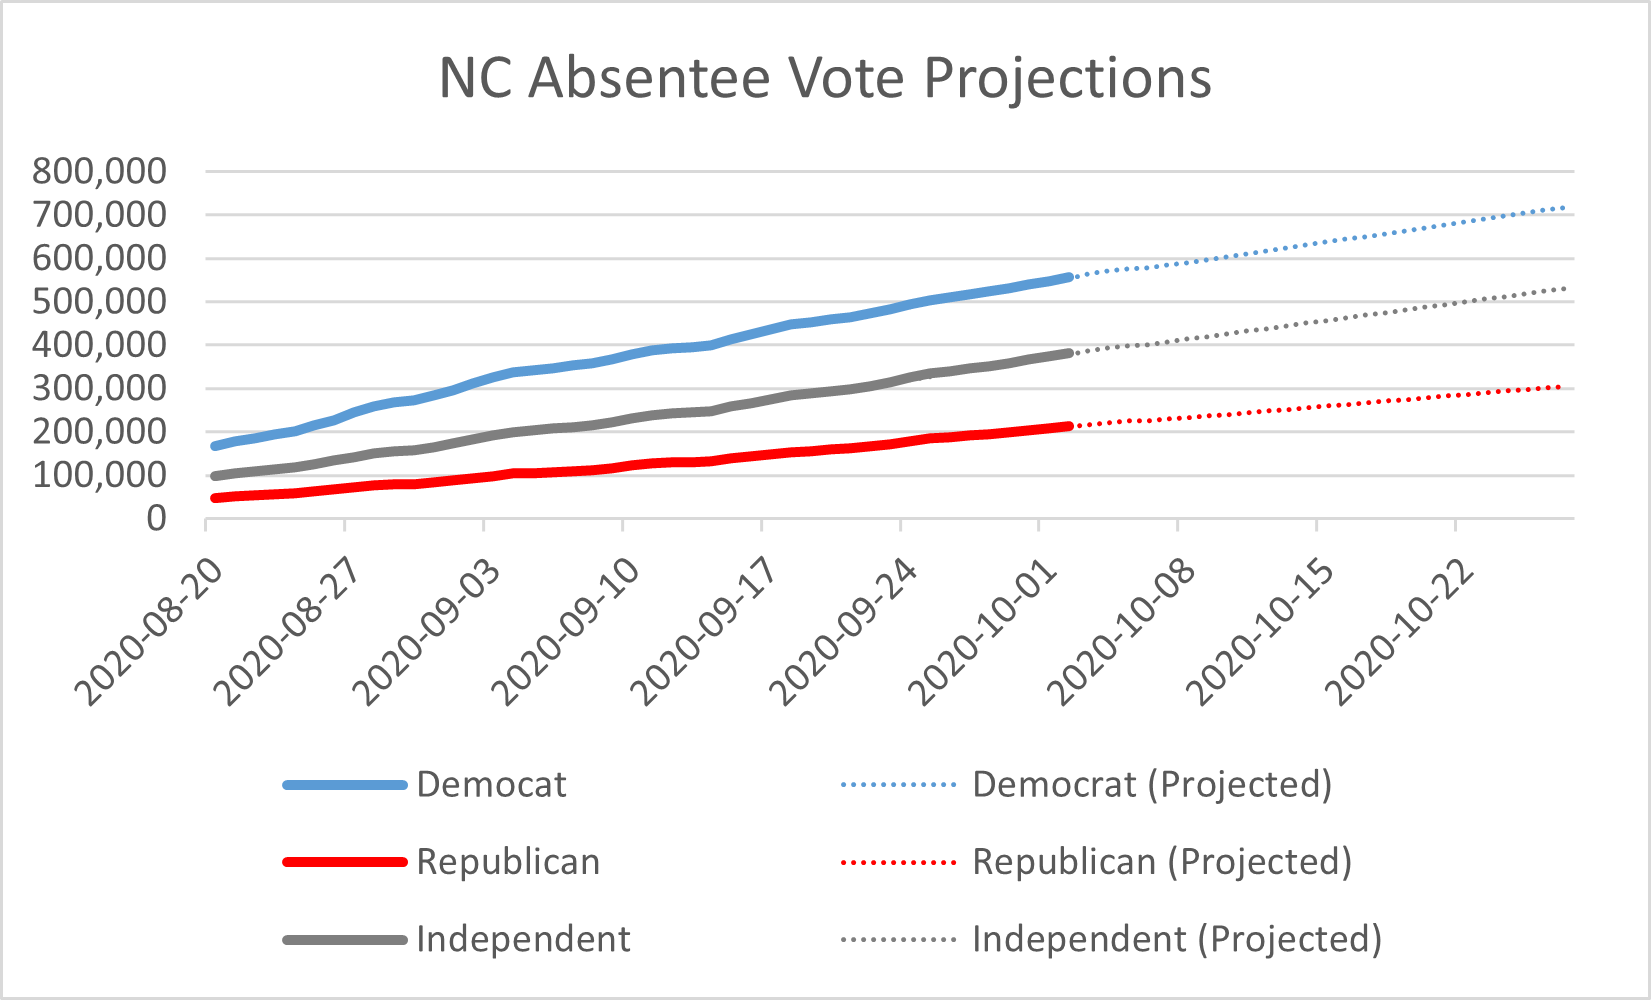 NC Absentee Vote Projections
800,000
700,000
600,000
500,000
400,000
300,000
200,000
100,000
0
2020-08-20
2020-08-27
2020-09-03
2020-09-10
2020-09-17
2020-09-24
2020-10-01
2020-10-08
2020-10-15
2020-10-22
Democat
Democrat (Projected)
Republican
Republican (Projected)
Independent
Independent (Projected)